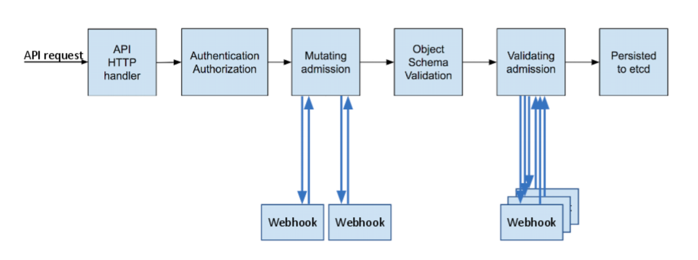 API request
API
HTTP
handler
Authentication
Authorization
Mutating
admission
Object
Schema
Validation
Validating
admission
Persisted
to etcd
Webhook
Webhook
Webhook